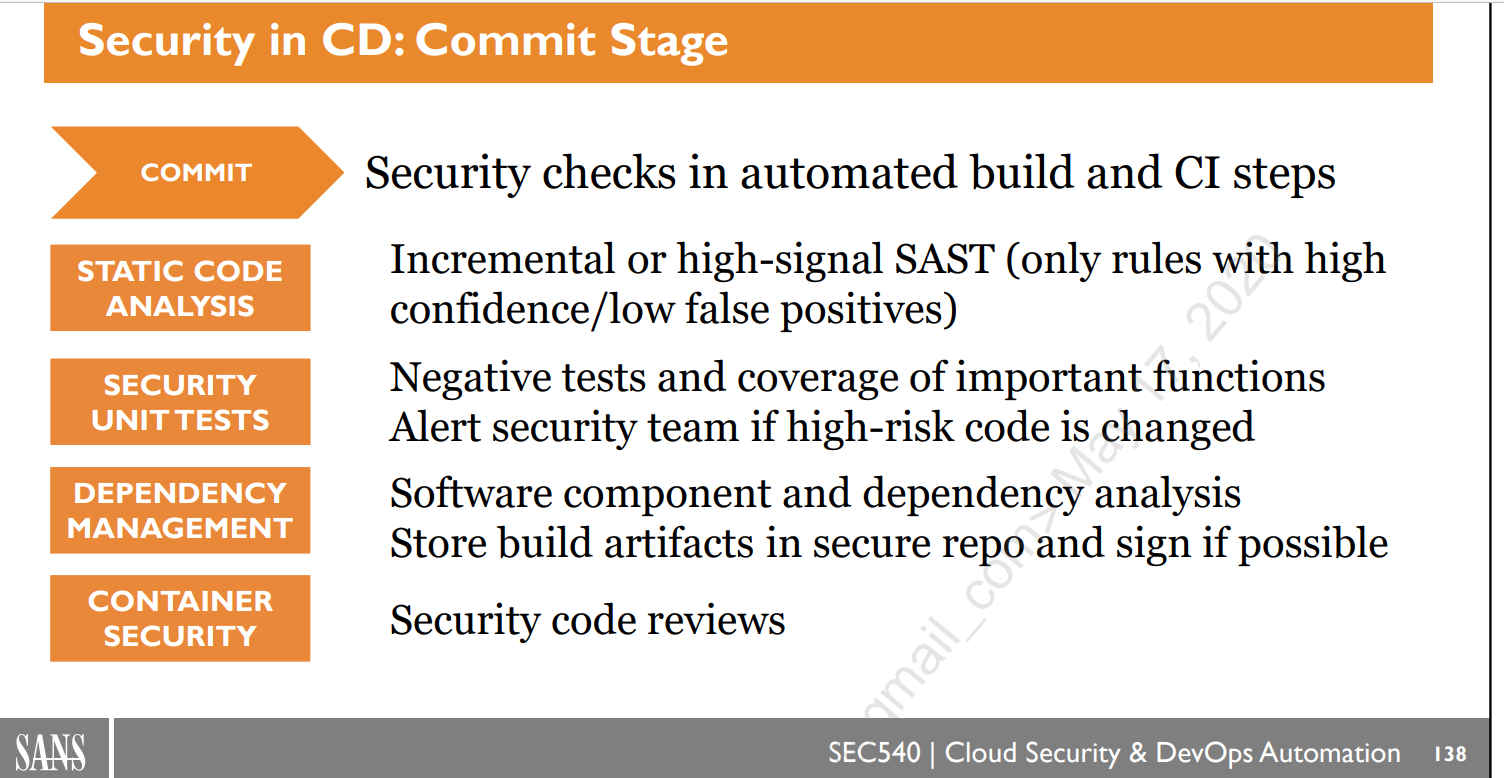 Security in CD: Commit Stage
COMMIT
Security checks in automated build and CI steps
STATIC CODE
ANALYSIS
Incremental or high-signal SAST (only rules with high
confidence/low false positives)
SECURITY
UNIT TESTS
Negative tests and coverage of important functions
Alert security team if high-risk code is changed
DEPENDENCY
MANAGEMENT
Software component and dependency analysis
Store build artifacts in secure repo and sign if possible
CONTAINER
SECURITY
Security code reviews
gmail_com> May 17, 2020
SANS
SEC540 | Cloud Security & DevOps Automation
138